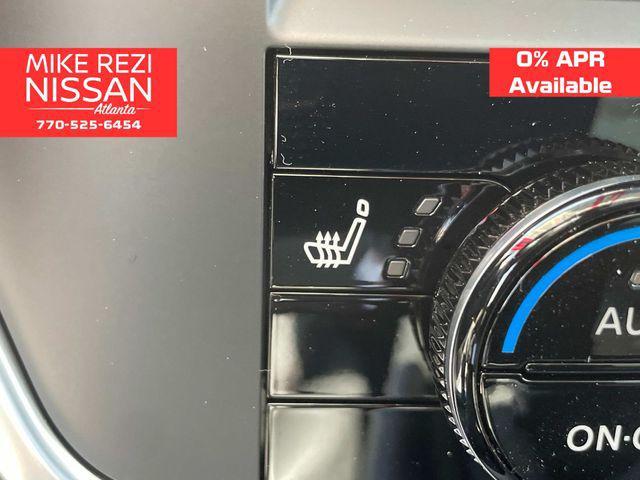 MIKE REZI
NISSAN
Atlanta
770-525-6454
0% APR
Available
AU
ON·